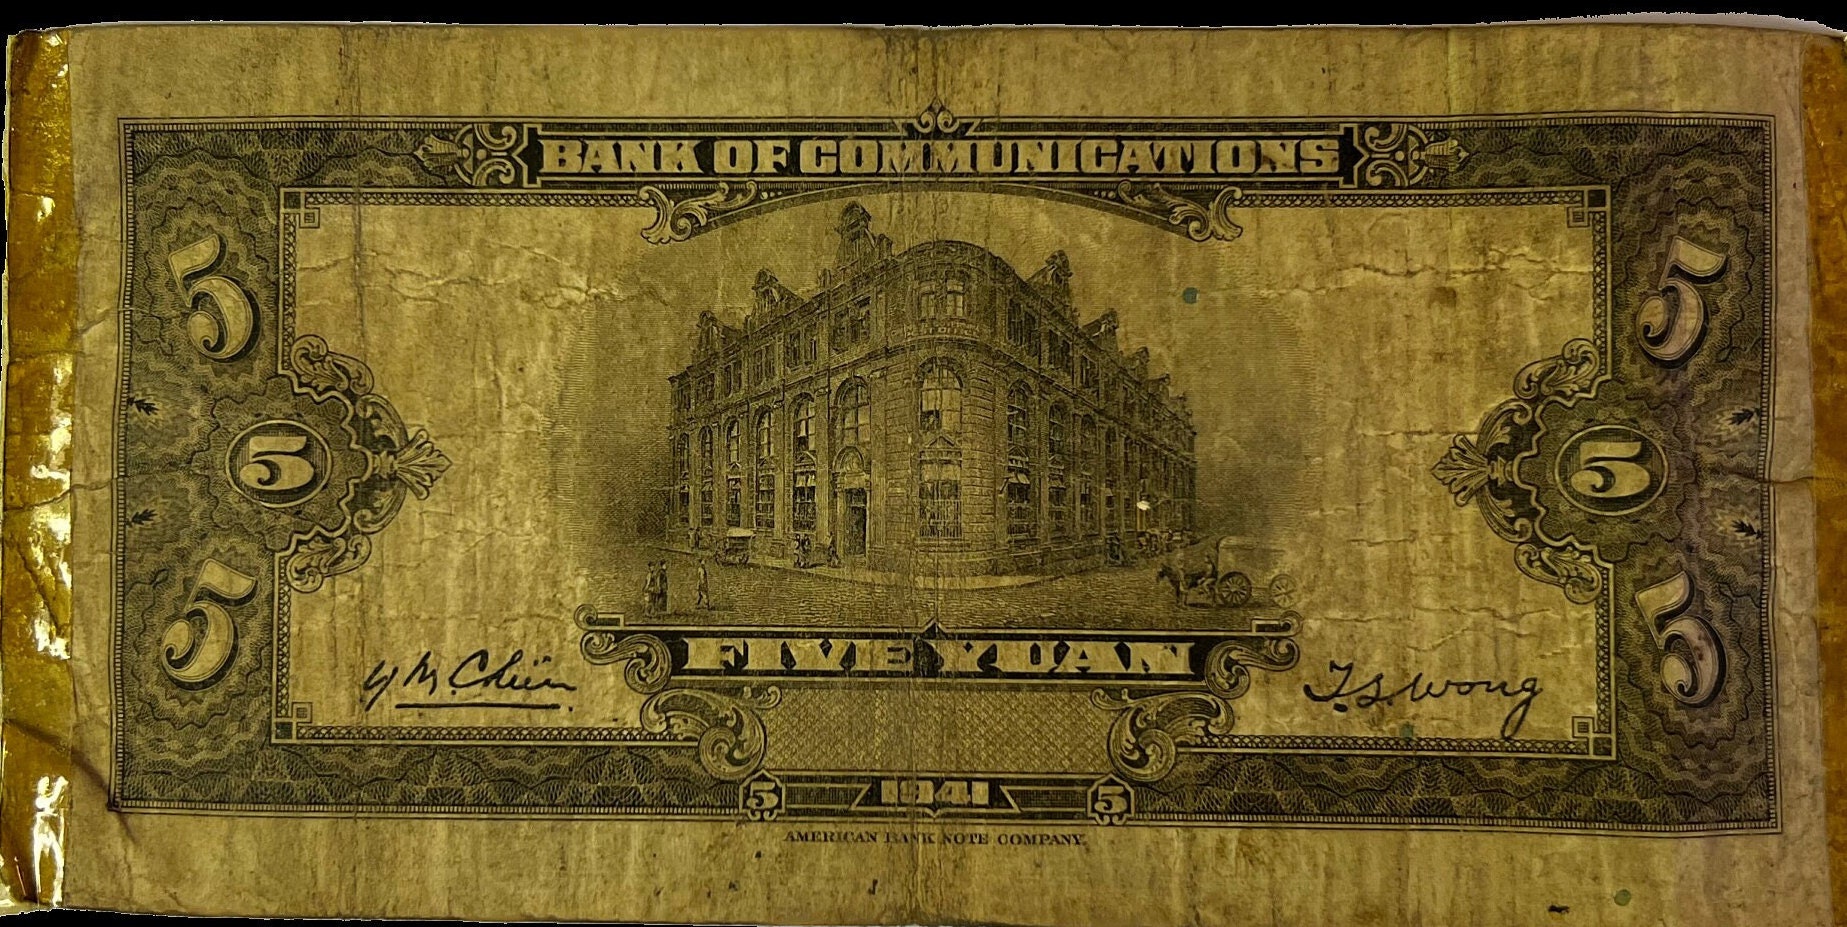 BANK OF COMMUNICATIONS
5 5
5 5
FIVE YUAN
Y M. Chien. T. S. Wong
5 5
5 1941 5
AMERICAN BANK NOTE COMPANY.